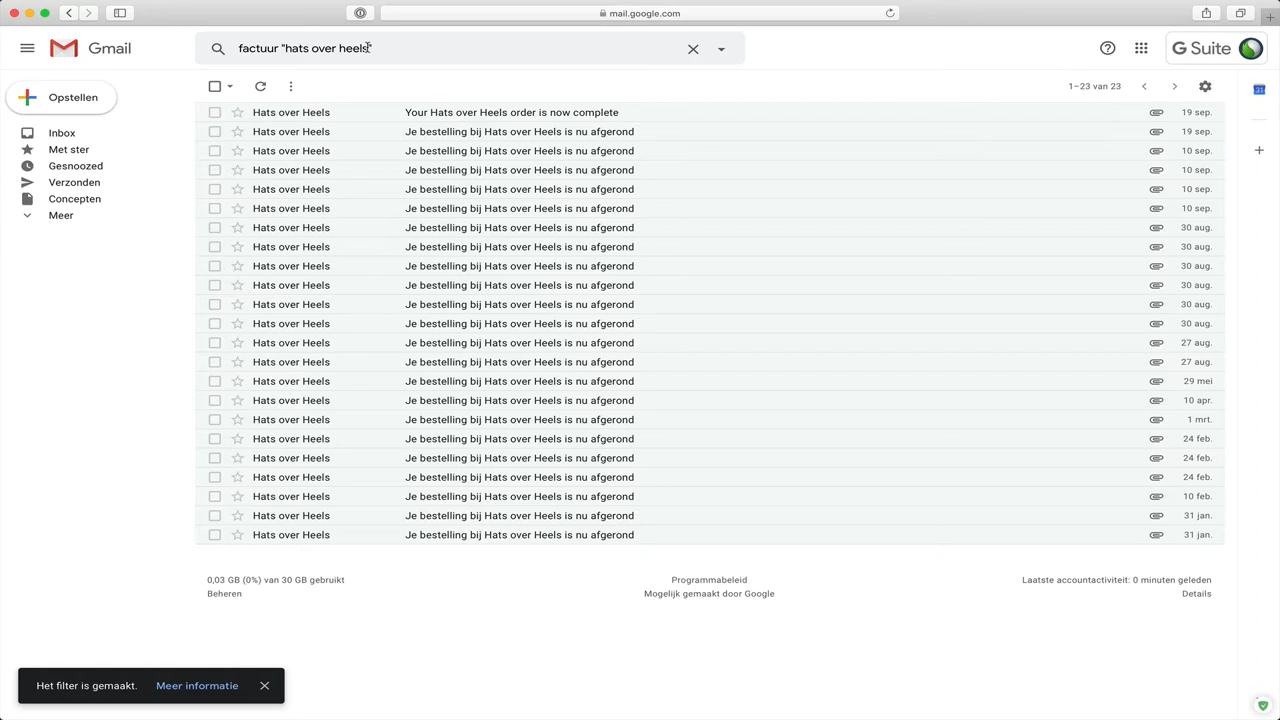 mail.google.com
Gmail
factuur "hats over heels"
G Suite
Opstellen
1–23 van 23
31
Inbox
Met ster
Gesnoozed
Verzonden
Concepten
Meer
Hats over Heels Your Hats over Heels order is now complete 19 sep.
Hats over Heels Je bestelling bij Hats over Heels is nu afgerond 19 sep.
Hats over Heels Je bestelling bij Hats over Heels is nu afgerond 10 sep.
Hats over Heels Je bestelling bij Hats over Heels is nu afgerond 10 sep.
Hats over Heels Je bestelling bij Hats over Heels is nu afgerond 10 sep.
Hats over Heels Je bestelling bij Hats over Heels is nu afgerond 10 sep.
Hats over Heels Je bestelling bij Hats over Heels is nu afgerond 30 aug.
Hats over Heels Je bestelling bij Hats over Heels is nu afgerond 30 aug.
Hats over Heels Je bestelling bij Hats over Heels is nu afgerond 30 aug.
Hats over Heels Je bestelling bij Hats over Heels is nu afgerond 30 aug.
Hats over Heels Je bestelling bij Hats over Heels is nu afgerond 30 aug.
Hats over Heels Je bestelling bij Hats over Heels is nu afgerond 30 aug.
Hats over Heels Je bestelling bij Hats over Heels is nu afgerond 27 aug.
Hats over Heels Je bestelling bij Hats over Heels is nu afgerond 27 aug.
Hats over Heels Je bestelling bij Hats over Heels is nu afgerond 29 mei
Hats over Heels Je bestelling bij Hats over Heels is nu afgerond 10 apr.
Hats over Heels Je bestelling bij Hats over Heels is nu afgerond 1 mrt.
Hats over Heels Je bestelling bij Hats over Heels is nu afgerond 24 feb.
Hats over Heels Je bestelling bij Hats over Heels is nu afgerond 24 feb.
Hats over Heels Je bestelling bij Hats over Heels is nu afgerond 24 feb.
Hats over Heels Je bestelling bij Hats over Heels is nu afgerond 10 feb.
Hats over Heels Je bestelling bij Hats over Heels is nu afgerond 31 jan.
Hats over Heels Je bestelling bij Hats over Heels is nu afgerond 31 jan.
0,03 GB (0%) van 30 GB gebruikt Programmabeleid Laatste accountactiviteit: 0 minuten geleden
Beheren Mogelijk gemaakt door Google Details
Het filter is gemaakt. Meer informatie